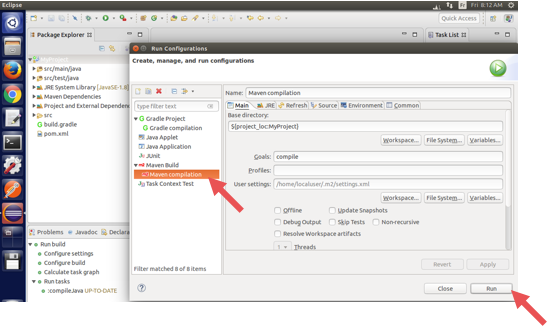 Eclipse
Fr
Fri 8:12 AM
Quick Access
Package Explorer
Task List
src/main/java
src/test/java
JRE System Library [JavaSE-1.8]
Maven Dependencies
Project and External Dependenc
src
build.gradle
pom.xml
Run Configurations
Create, manage, and run configurations
type filter text
Gradle Project
Gradle compilation
Java Applet
Java Application
JUnit
Maven Build
Maven compilation
Task Context Test
Filter matched 8 of 8 items
Name: Maven compilation
Main JRE Refresh Source Environment Common
Base directory:
${project_loc:MyProject}
Workspace... File System... Variables...
Goals: compile
Profiles:
User settings: /home/localuser/.m2/settings.xml
Workspace... File System... Variables...
Offline Update Snapshots
Debug Output Skip Tests Non-recursive
Resolve Workspace artifacts
1 Threads
Revert Apply
Close Run
Problems Javadoc Declara
Run build
Configure settings
Configure build
Calculate task graph
Run tasks
:compileJava UP-TO-DATE